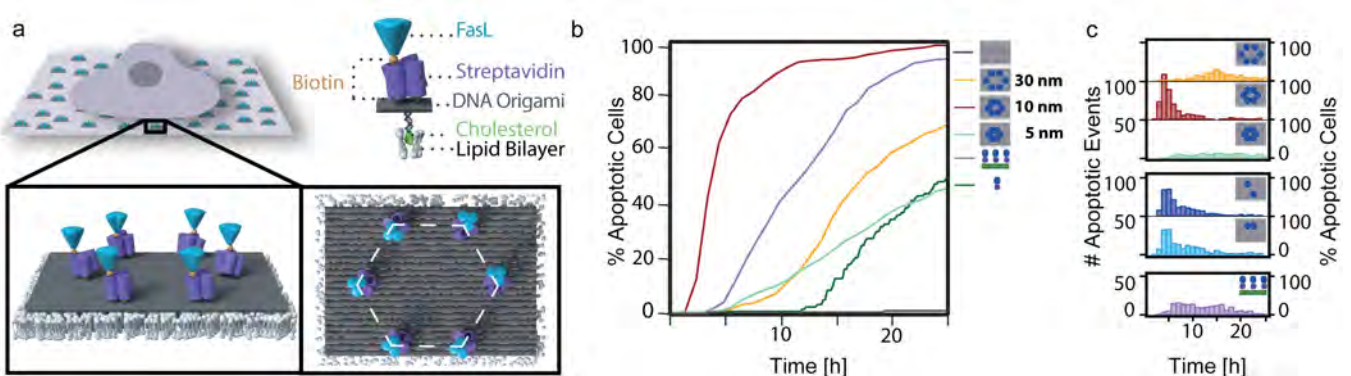 a
FasL
Biotin
Streptavidin
DNA Origami
Cholesterol
Lipid Bilayer
b
% Apoptotic Cells
100
80
60
40
20
0
10
20
Time [h]
30 nm
10 nm
5 nm
c
# Apoptotic Events
100
50
50
50
0
100
100
100
0
100
100
0
100
0
% Apoptotic Cells
10
20
Time [h]